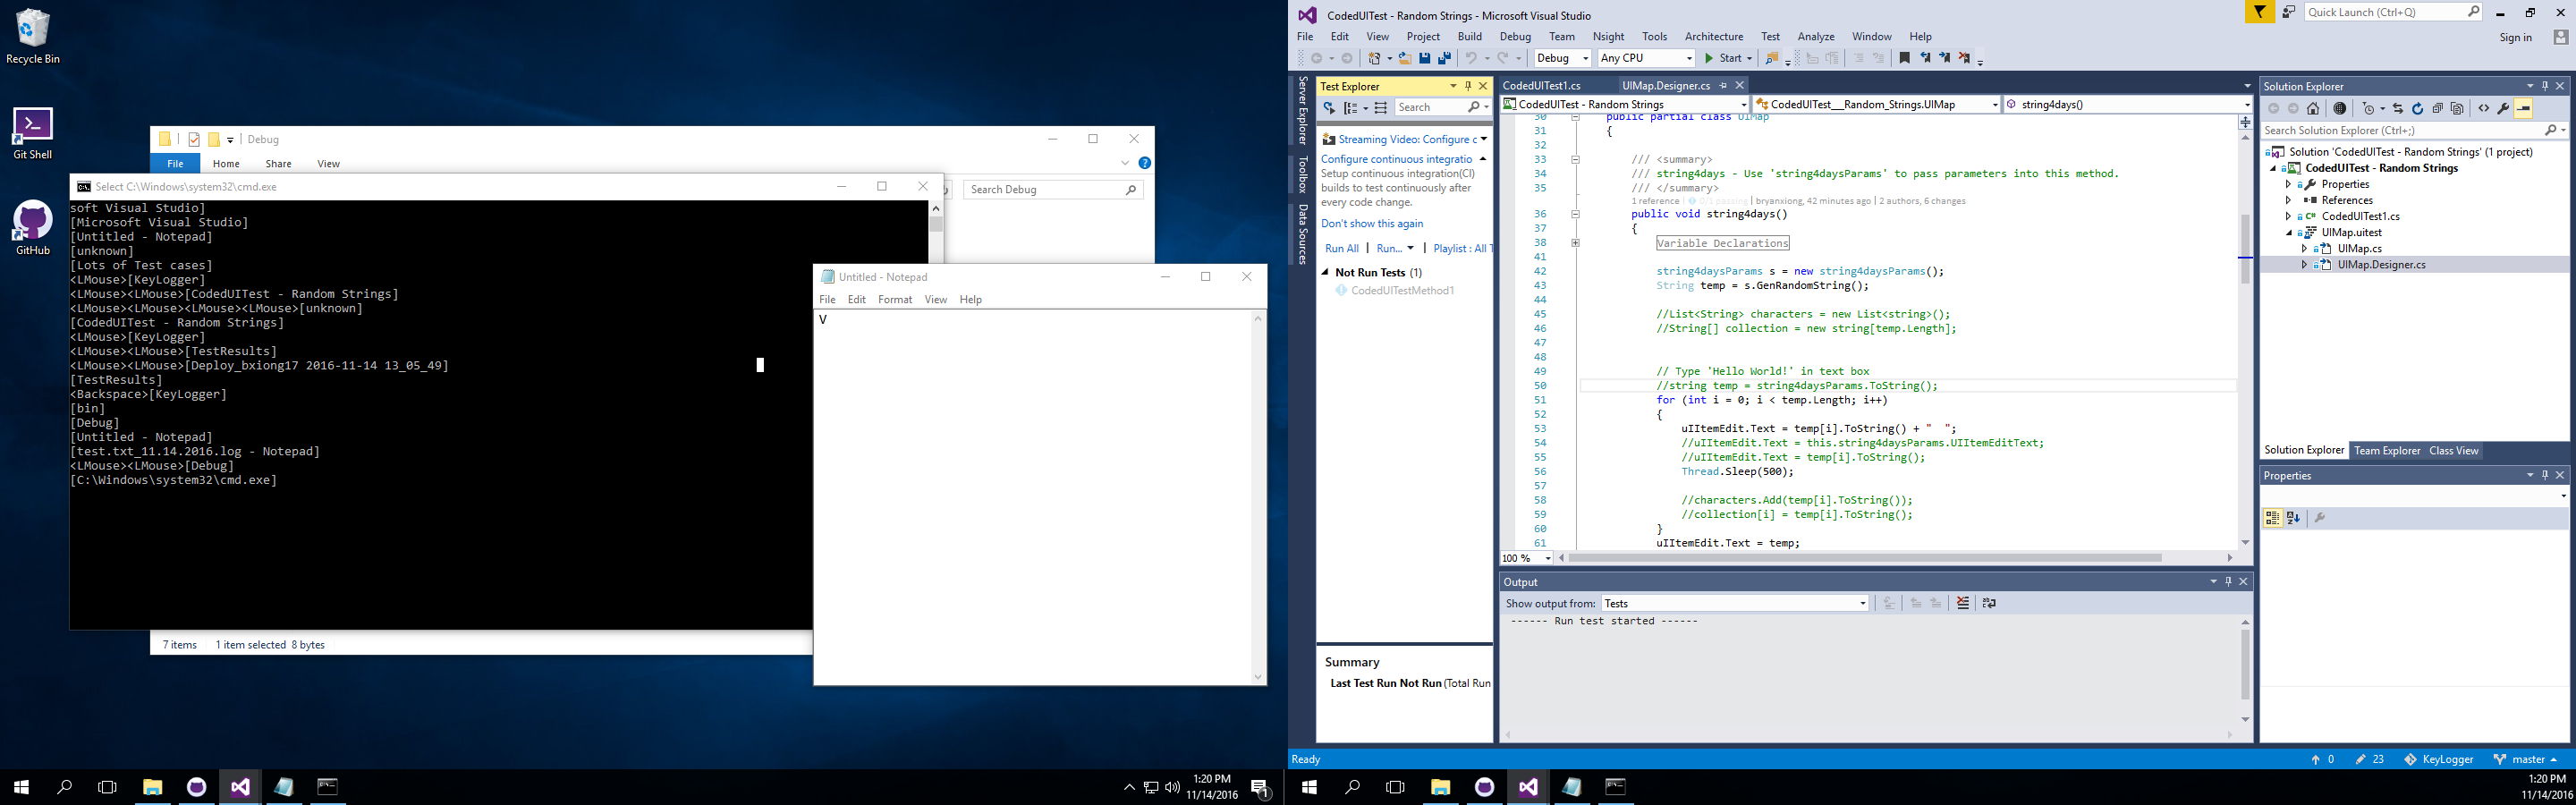 Recycle Bin
Git Shell
GitHub
Debug
File Home Share View
Search Debug
7 items 1 item selected 8 bytes
Select C:\Windows\system32\cmd.exe
soft Visual Studio]
[Microsoft Visual Studio]
[Untitled - Notepad]
[unknown]
[Lots of Test cases]
<LMouse>[KeyLogger]
<LMouse><LMouse>[CodedUITest - Random Strings]
<LMouse><LMouse><LMouse><LMouse>[unknown]
[CodedUITest - Random Strings]
<LMouse>[KeyLogger]
<LMouse><LMouse>[TestResults]
<LMouse><LMouse>[Deploy_bxiong17 2016-11-14 13_05_49]
[TestResults]
<Backspace>[KeyLogger]
[bin]
[Debug]
[Untitled - Notepad]
[test.txt_11.14.2016.log - Notepad]
<LMouse><LMouse>[Debug]
[C:\Windows\system32\cmd.exe]
Untitled - Notepad
File Edit Format View Help
V
1:20 PM
11/14/2016
1
CodedUITest - Random Strings - Microsoft Visual Studio
Quick Launch (Ctrl+Q)
File Edit View Project Build Debug Team Nsight Tools Architecture Test Analyze Window Help
Sign in
Debug Any CPU Start
Server Explorer
Toolbox
Data Sources
Test Explorer
Search
Streaming Video: Configure c
Configure continuous integratio
Setup continuous integration(CI)
builds to test continuously after
every code change.
Don't show this again
Run All | Run... | Playlist : All T
Not Run Tests (1)
CodedUITestMethod1
Summary
Last Test Run Not Run (Total Run
CodedUITest1.cs UIMap.Designer.cs
CodedUITest - Random Strings CodedUITest__Random_Strings.UIMap string4days()
30 public partial class UIMap
31 {
32
33 /// <summary>
34 /// string4days - Use 'string4daysParams' to pass parameters into this method.
35 /// </summary>
1 reference | 0/1 passing | bryanxiong, 42 minutes ago | 2 authors, 6 changes
36 public void string4days()
37 {
38 Variable Declarations
41
42 string4daysParams s = new string4daysParams();
43 String temp = s.GenRandomString();
44
45 //List<String> characters = new List<string>();
46 //String[] collection = new string[temp.Length];
47
48
49 // Type 'Hello World!' in text box
50 //string temp = string4daysParams.ToString();
51 for (int i = 0; i < temp.Length; i++)
52 {
53 uIItemEdit.Text = temp[i].ToString() + "  ";
54 //uIItemEdit.Text = this.string4daysParams.UIItemEditText;
55 //uIItemEdit.Text = temp[i].ToString();
56 Thread.Sleep(500);
57
58 //characters.Add(temp[i].ToString());
59 //collection[i] = temp[i].ToString();
60 }
61 uIItemEdit.Text = temp;
100 %
Output
Show output from: Tests
------ Run test started ------
Solution Explorer
Search Solution Explorer (Ctrl+;)
Solution 'CodedUITest - Random Strings' (1 project)
CodedUITest - Random Strings
Properties
References
CodedUITest1.cs
UIMap.uitest
UIMap.cs
UIMap.Designer.cs
Solution Explorer Team Explorer Class View
Properties
Ready
0 23 KeyLogger master
1:20 PM
11/14/2016